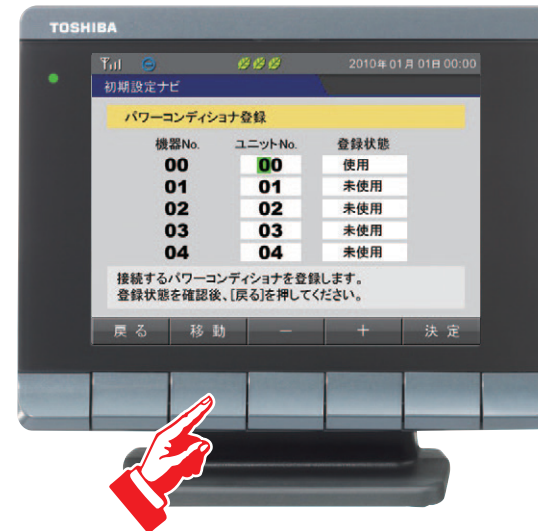 TOSHIBA
2010年01月01日00:00
初期設定ナビ
パワーコンディショナ登録
機器No. ユニットNo. 登録状態
00 00 使用
01 01 未使用
02 02 未使用
03 03 未使用
04 04 未使用
接続するパワーコンディショナを登録します。
登録状態を確認後、[戻る]を押してください。
戻る 移動 － ＋ 決定